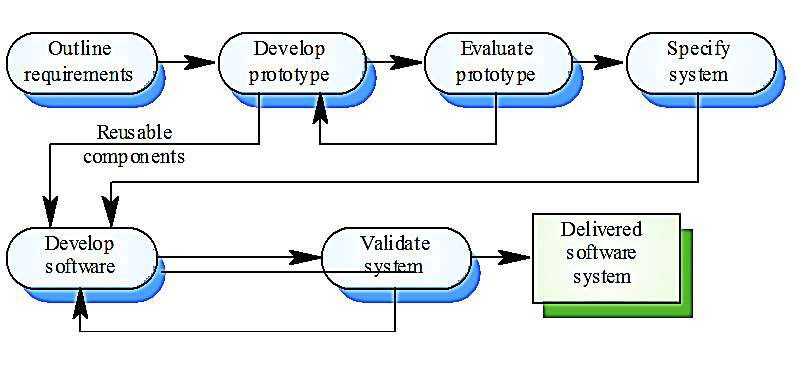 Outline
requirements
Develop
prototype
Evaluate
prototype
Specify
system
Reusable
components
Develop
software
Validate
system
Delivered
software
system